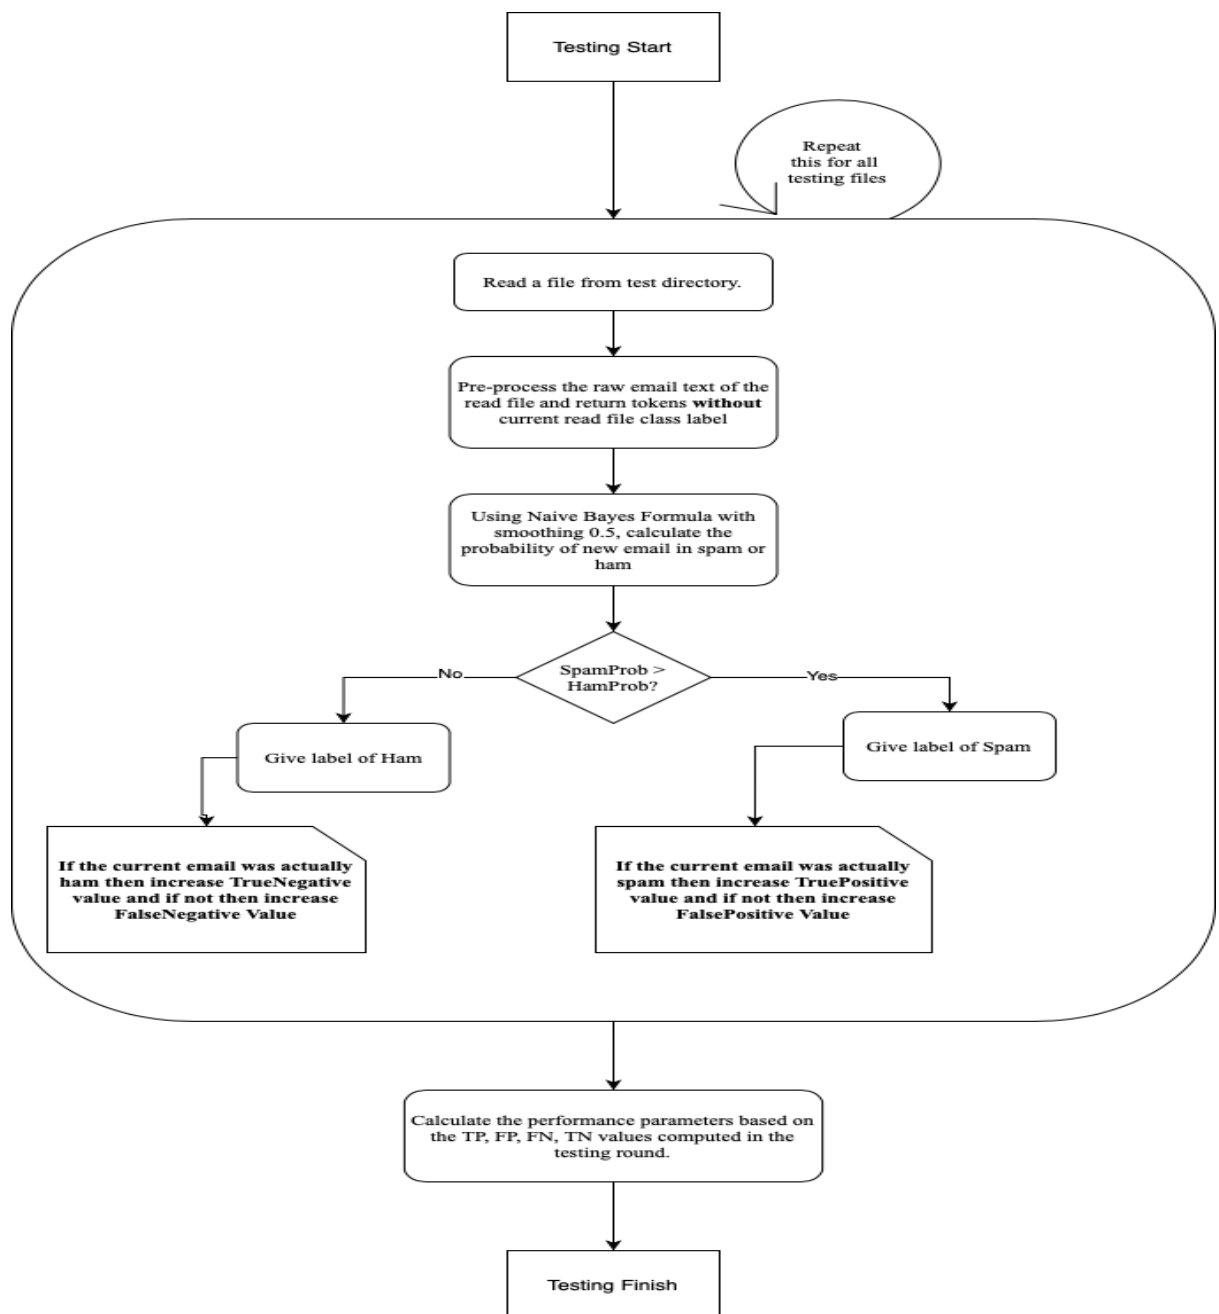 Testing Start
Repeat
this for all
testing files
Read a file from test directory.
Pre-process the raw email text of the
read file and return tokens without
current read file class label
Using Naive Bayes Formula with
smoothing 0.5, calculate the
probability of new email in spam or
ham
SpamProb >
HamProb?
No
Yes
Give label of Ham
Give label of Spam
If the current email was actually
ham then increase TrueNegative
value and if not then increase
FalseNegative Value
If the current email was actually
spam then increase TruePositive
value and if not then increase
FalsePositive Value
Calculate the performance parameters based on
the TP, FP, FN, TN values computed in the
testing round.
Testing Finish